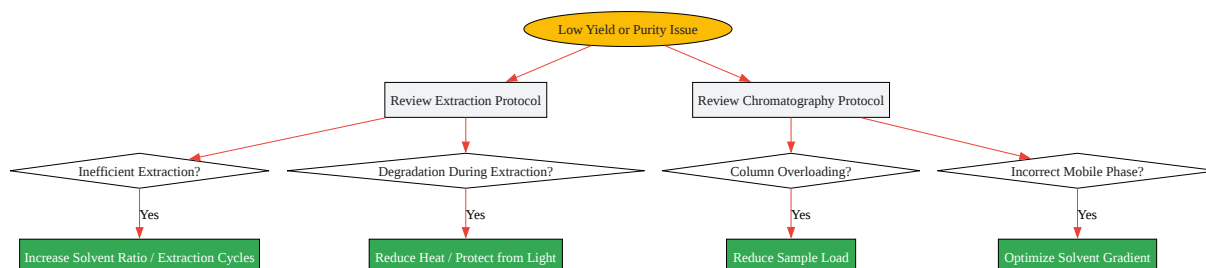 Low Yield or Purity Issue
Review Extraction Protocol
Review Chromatography Protocol
Inefficient Extraction?
Degradation During Extraction?
Column Overloading?
Incorrect Mobile Phase?
Yes
Yes
Yes
Yes
Increase Solvent Ratio / Extraction Cycles
Reduce Heat / Protect from Light
Reduce Sample Load
Optimize Solvent Gradient